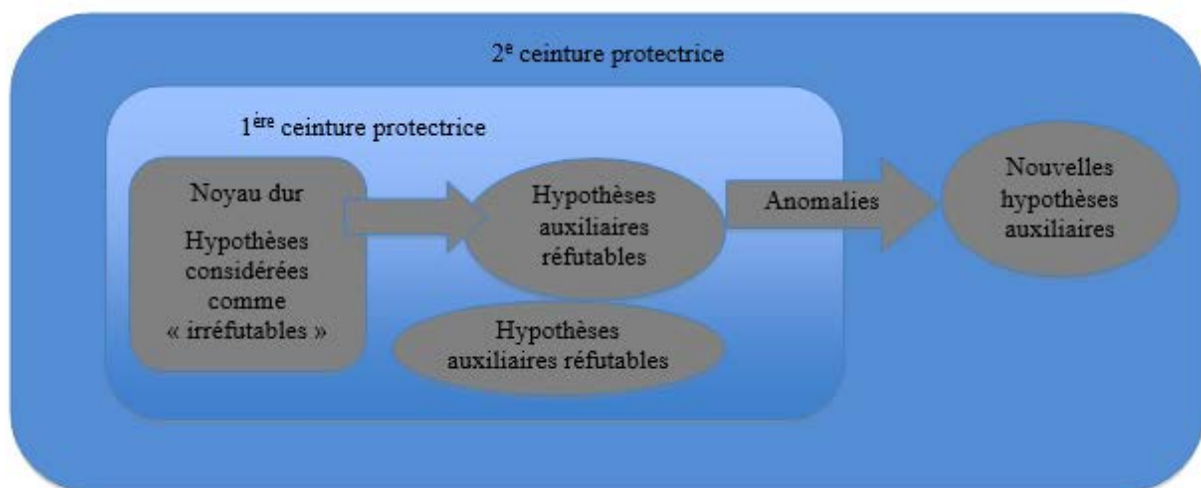 2e ceinture protectrice
1ère ceinture protectrice
Noyau dur
Hypothèses
considérées
comme
« irréfutables »
Hypothèses
auxiliaires
réfutables
Hypothèses
auxiliaires réfutables
Anomalies
Nouvelles
hypothèses
auxiliaires